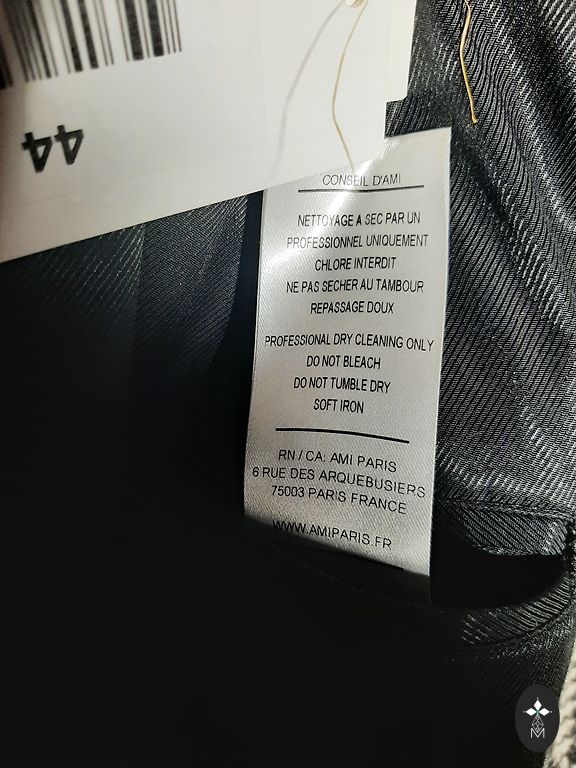 44
CONSEIL D'AMI
NETTOYAGE A SEC PAR UN
PROFESSIONNEL UNIQUEMENT
CHLORE INTERDIT
NE PAS SECHER AU TAMBOUR
REPASSAGE DOUX
PROFESSIONAL DRY CLEANING ONLY
DO NOT BLEACH
DO NOT TUMBLE DRY
SOFT IRON
RN / CA: AMI PARIS
6 RUE DES ARQUEBUSIERS
75003 PARIS FRANCE
WWW.AMIPARIS.FR
M